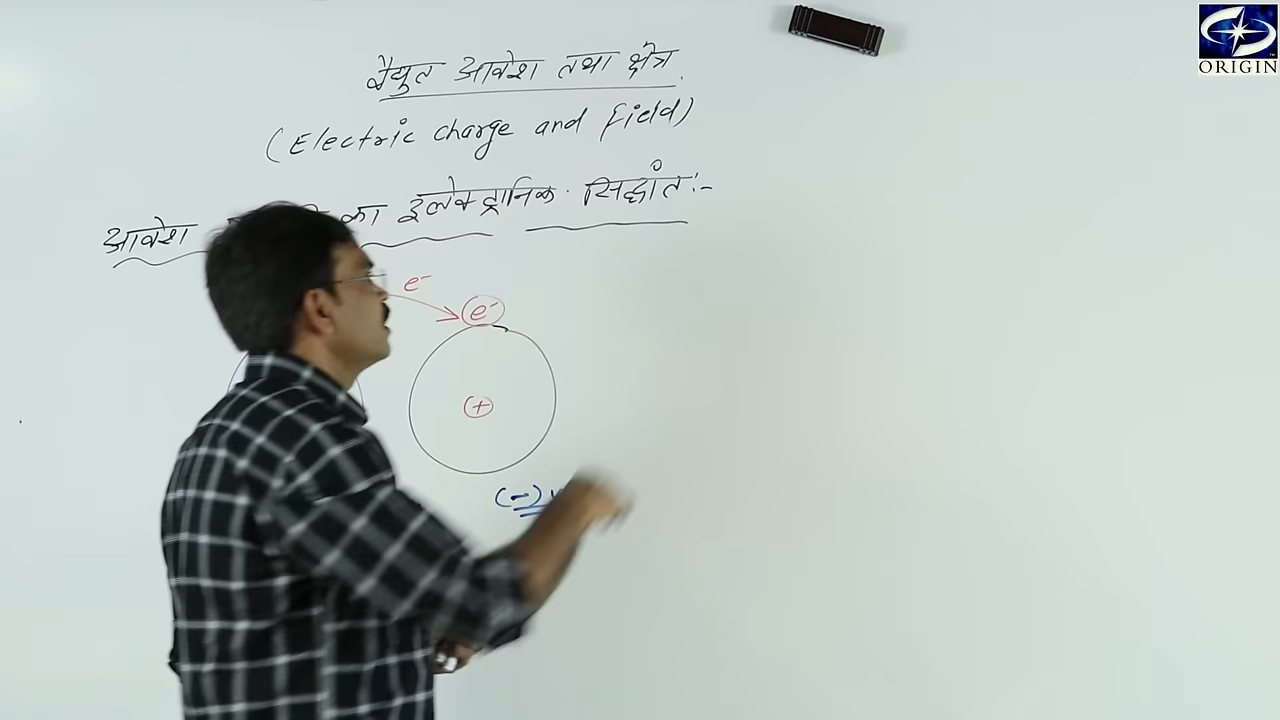 वैद्युत आवेश तथा क्षेत्र
(Electric charge and field)
आवेश का इलेक्ट्रानिक सिद्धांत:-
e⁻
e⁻
+
(-)
ORIGIN